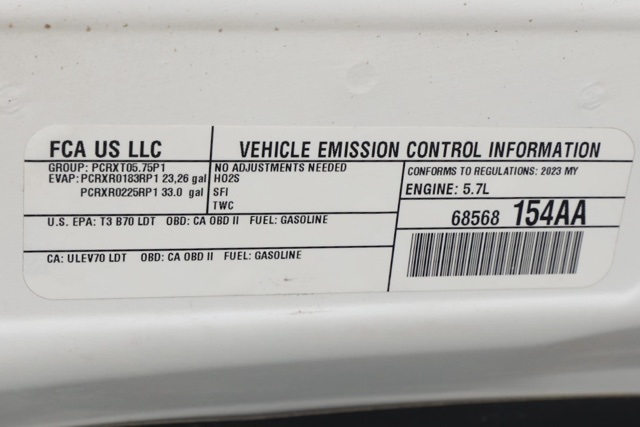 FCA US LLC
VEHICLE EMISSION CONTROL INFORMATION
GROUP: PCRXT05.75P1
EVAP: PCRXR0183RP1 23,26 gal
PCRXR0225RP1 33.0 gal
NO ADJUSTMENTS NEEDED
HO2S
SFI
TWC
CONFORMS TO REGULATIONS: 2023 MY
ENGINE: 5.7L
U.S. EPA: T3 B70 LDT OBD: CA OBD II FUEL: GASOLINE
68568 154AA
CA: ULEV70 LDT OBD: CA OBD II FUEL: GASOLINE